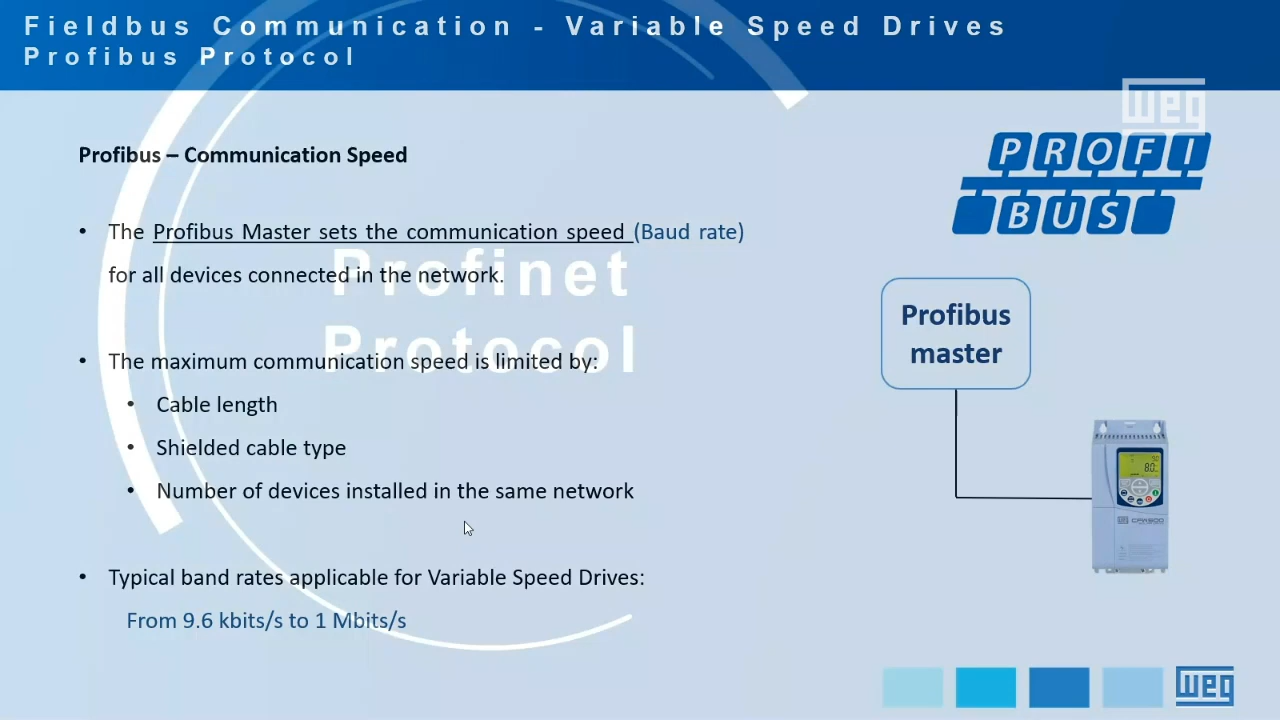 Fieldbus Communication - Variable Speed Drives
Profibus Protocol
weg
PROFI
BUS
Profibus – Communication Speed
• The Profibus Master sets the communication speed (Baud rate)
for all devices connected in the network.
Profinet
Protocol
• The maximum communication speed is limited by:
• Cable length
• Shielded cable type
• Number of devices installed in the same network
• Typical band rates applicable for Variable Speed Drives:
From 9.6 kbits/s to 1 Mbits/s
Profibus
master
CFW500
weg